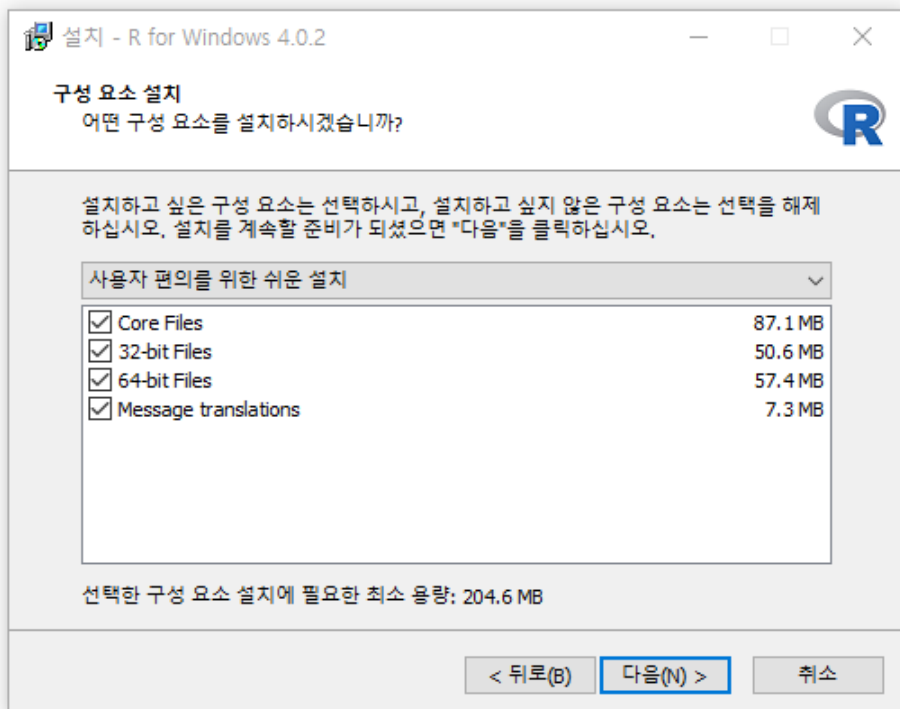 설치 - R for Windows 4.0.2
구성 요소 설치
어떤 구성 요소를 설치하시겠습니까?
R
설치하고 싶은 구성 요소는 선택하시고, 설치하고 싶지 않은 구성 요소는 선택을 해제
하십시오. 설치를 계속할 준비가 되셨으면 "다음"을 클릭하십시오.
사용자 편의를 위한 쉬운 설치
Core Files 87.1 MB
32-bit Files 50.6 MB
64-bit Files 57.4 MB
Message translations 7.3 MB
선택한 구성 요소 설치에 필요한 최소 용량: 204.6 MB
< 뒤로(B) 다음(N) > 취소